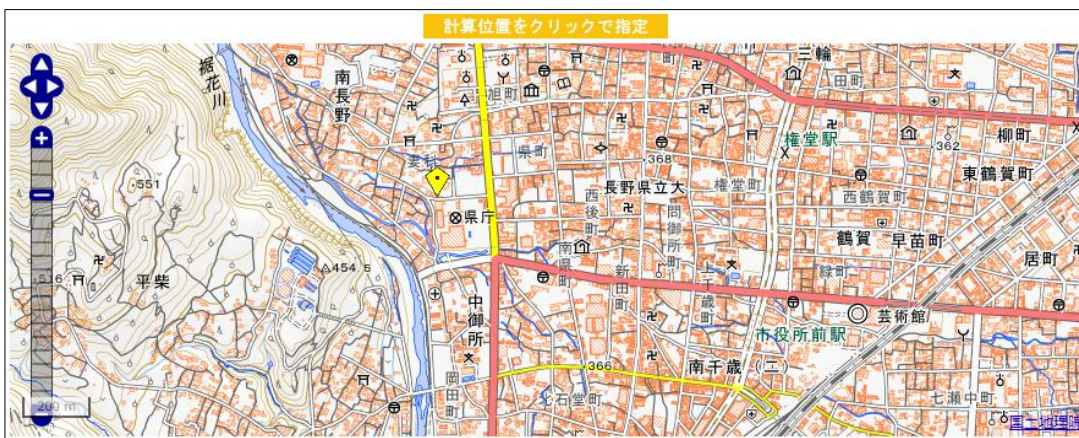 計算位置をクリックで指定
裾花川
南長野
旭町
三輪
田町
権堂駅
柳町
362
妻科
県町
368
551
長野県立大
権堂町
東鶴賀町
西鶴賀町
県庁
西後町
問御所町
鶴賀
早苗町
居町
緑町
516
平柴
454.5
中御所
南県町
新田町
上千歳町
芸術館
市役所前駅
366
南千歳(二)
岡田町
北石堂町
七瀬中町
200 m
国土地理院